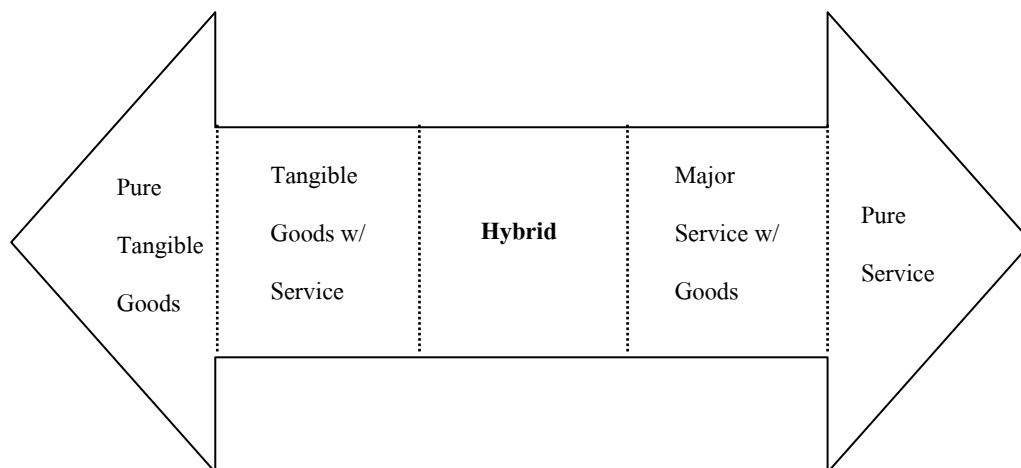 Pure
Tangible
Goods
Tangible
Goods w/
Service
Hybrid
Major
Service w/
Goods
Pure
Service